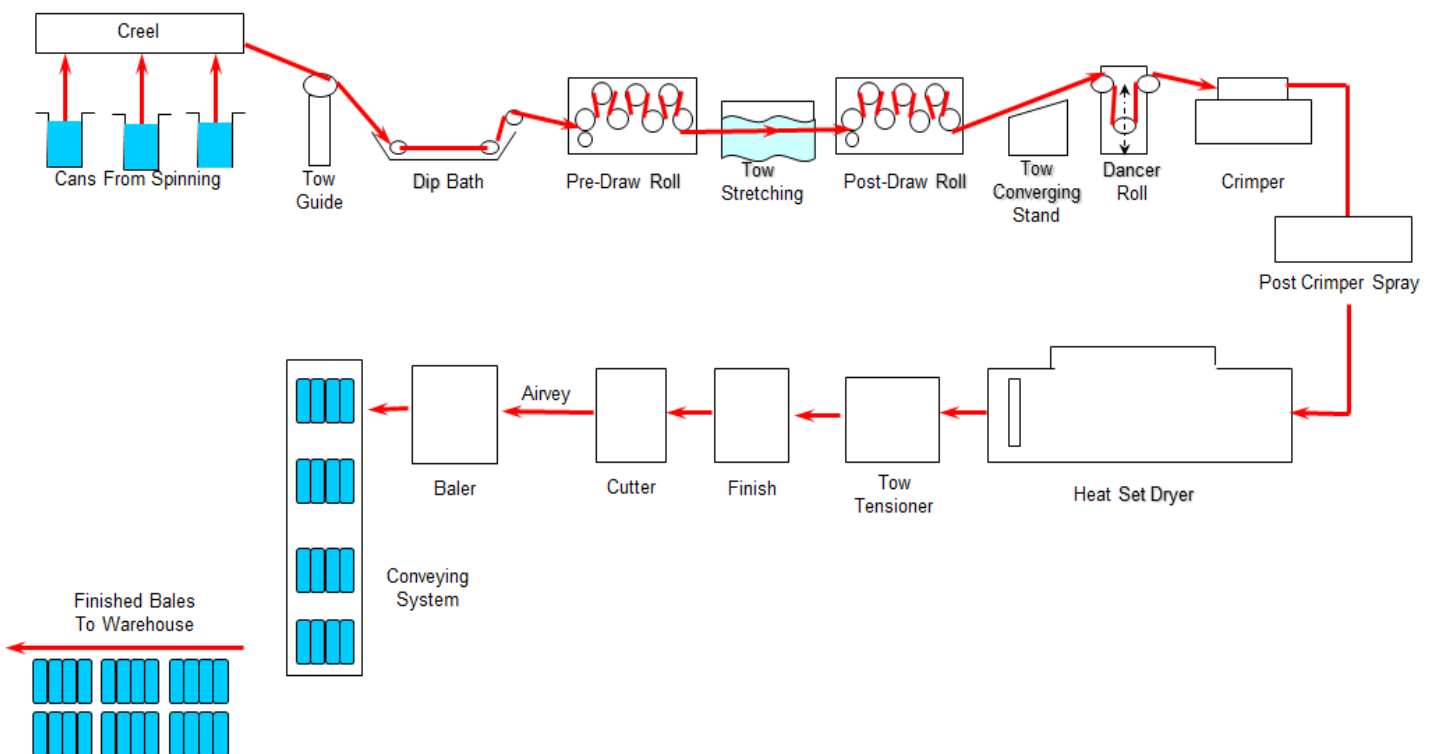 Creel
Cans From Spinning
Tow
Guide
Dip Bath
Pre-Draw Roll
Tow
Stretching
Post-Draw Roll
Tow
Converging
Stand
Dancer
Roll
Crimper
Post Crimper Spray
Heat Set Dryer
Tow
Tensioner
Finish
Cutter
Airvey
Baler
Conveying
System
Finished Bales
To Warehouse